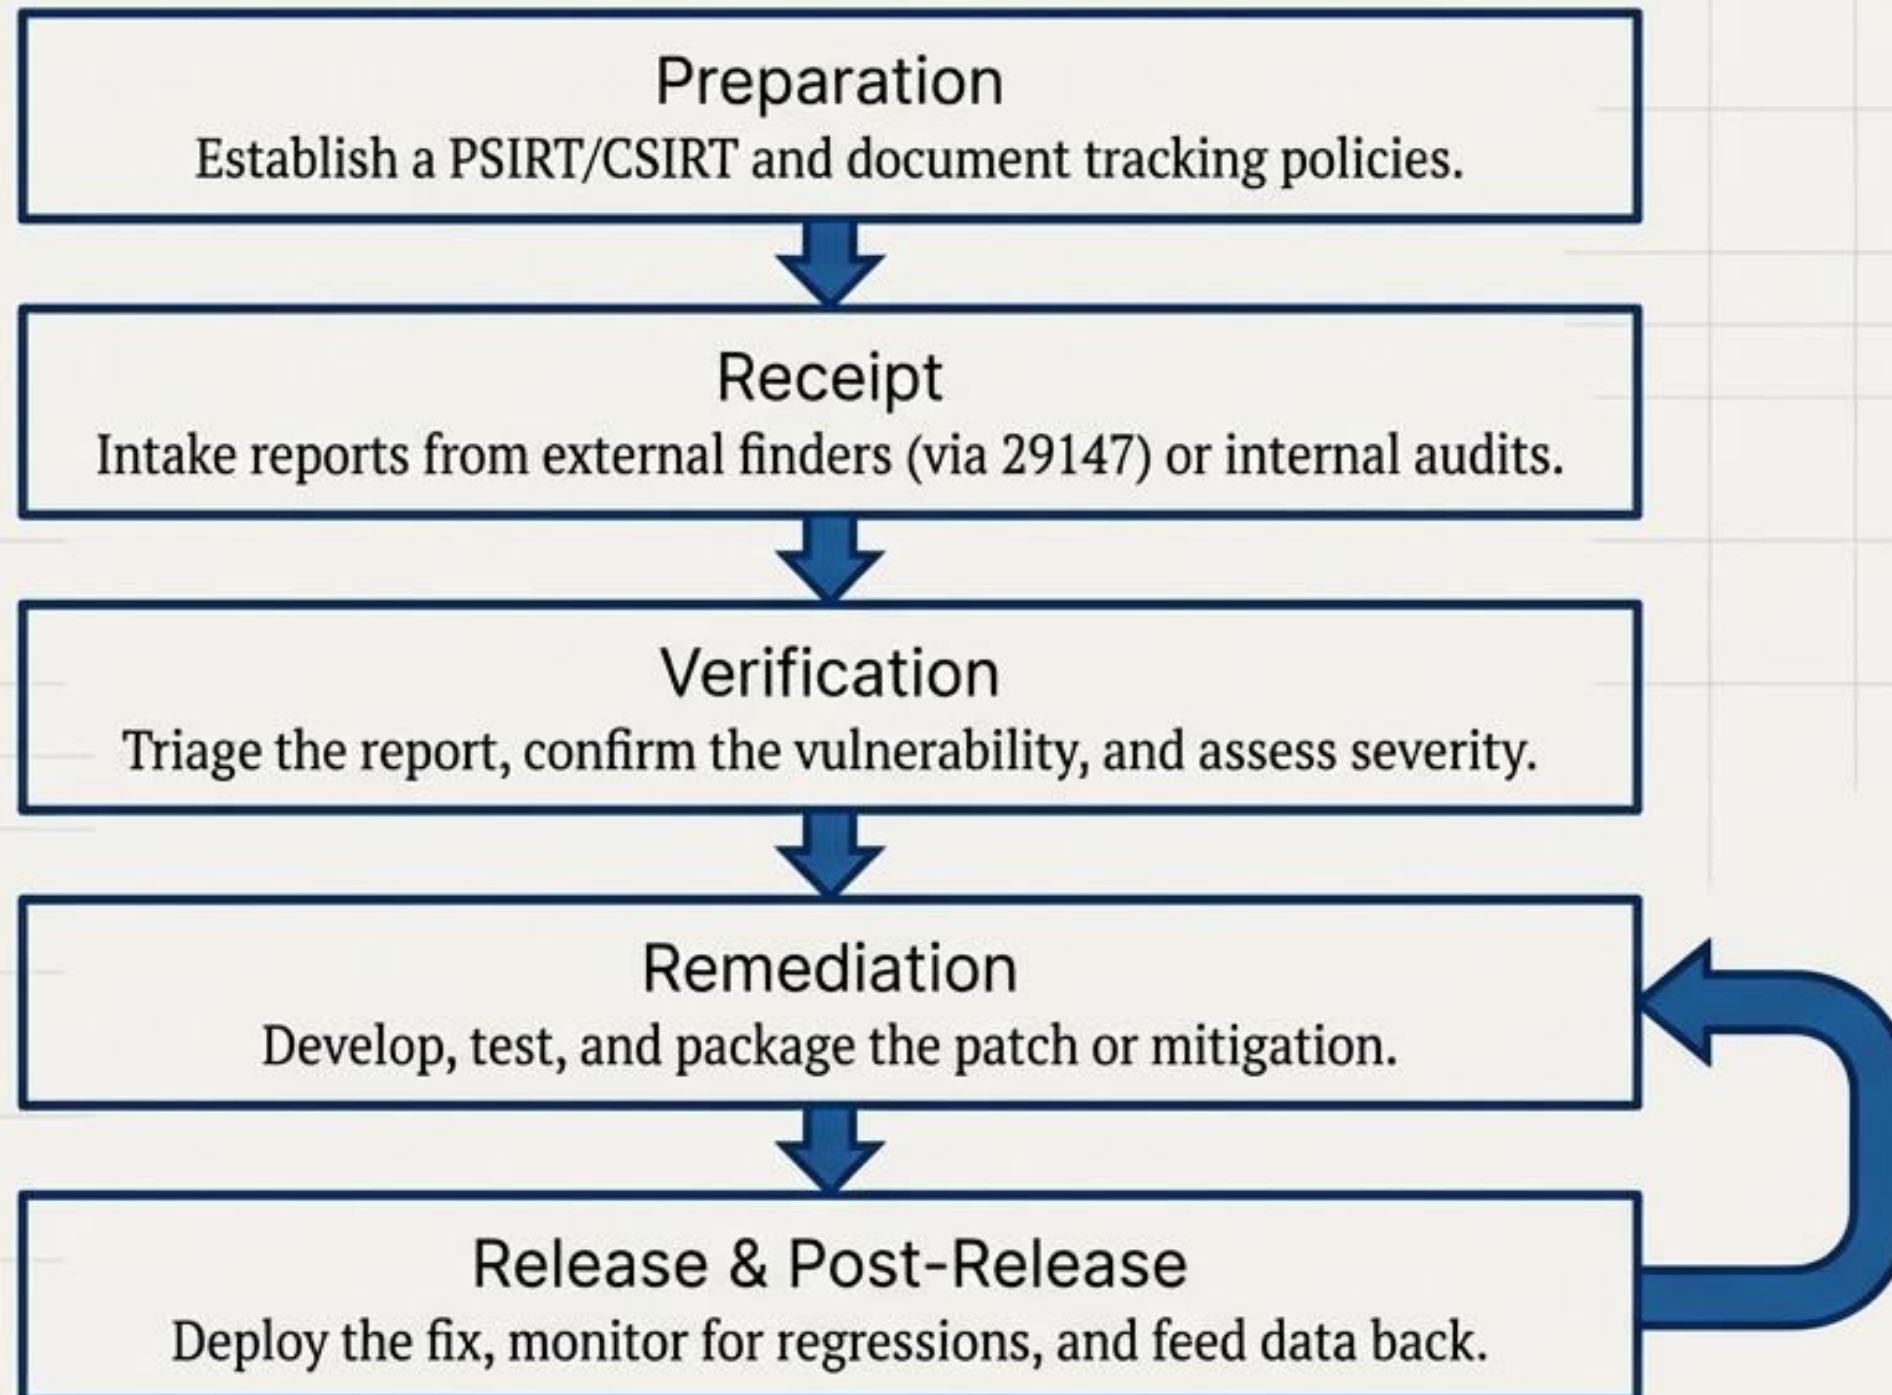 Preparation
Establish a PSIRT/CSIRT and document tracking policies.
Receipt
Intake reports from external finders (via 29147) or internal audits.
Verification
Triage the report, confirm the vulnerability, and assess severity.
Remediation
Develop, test, and package the patch or mitigation.
Release & Post-Release
Deploy the fix, monitor for regressions, and feed data back.